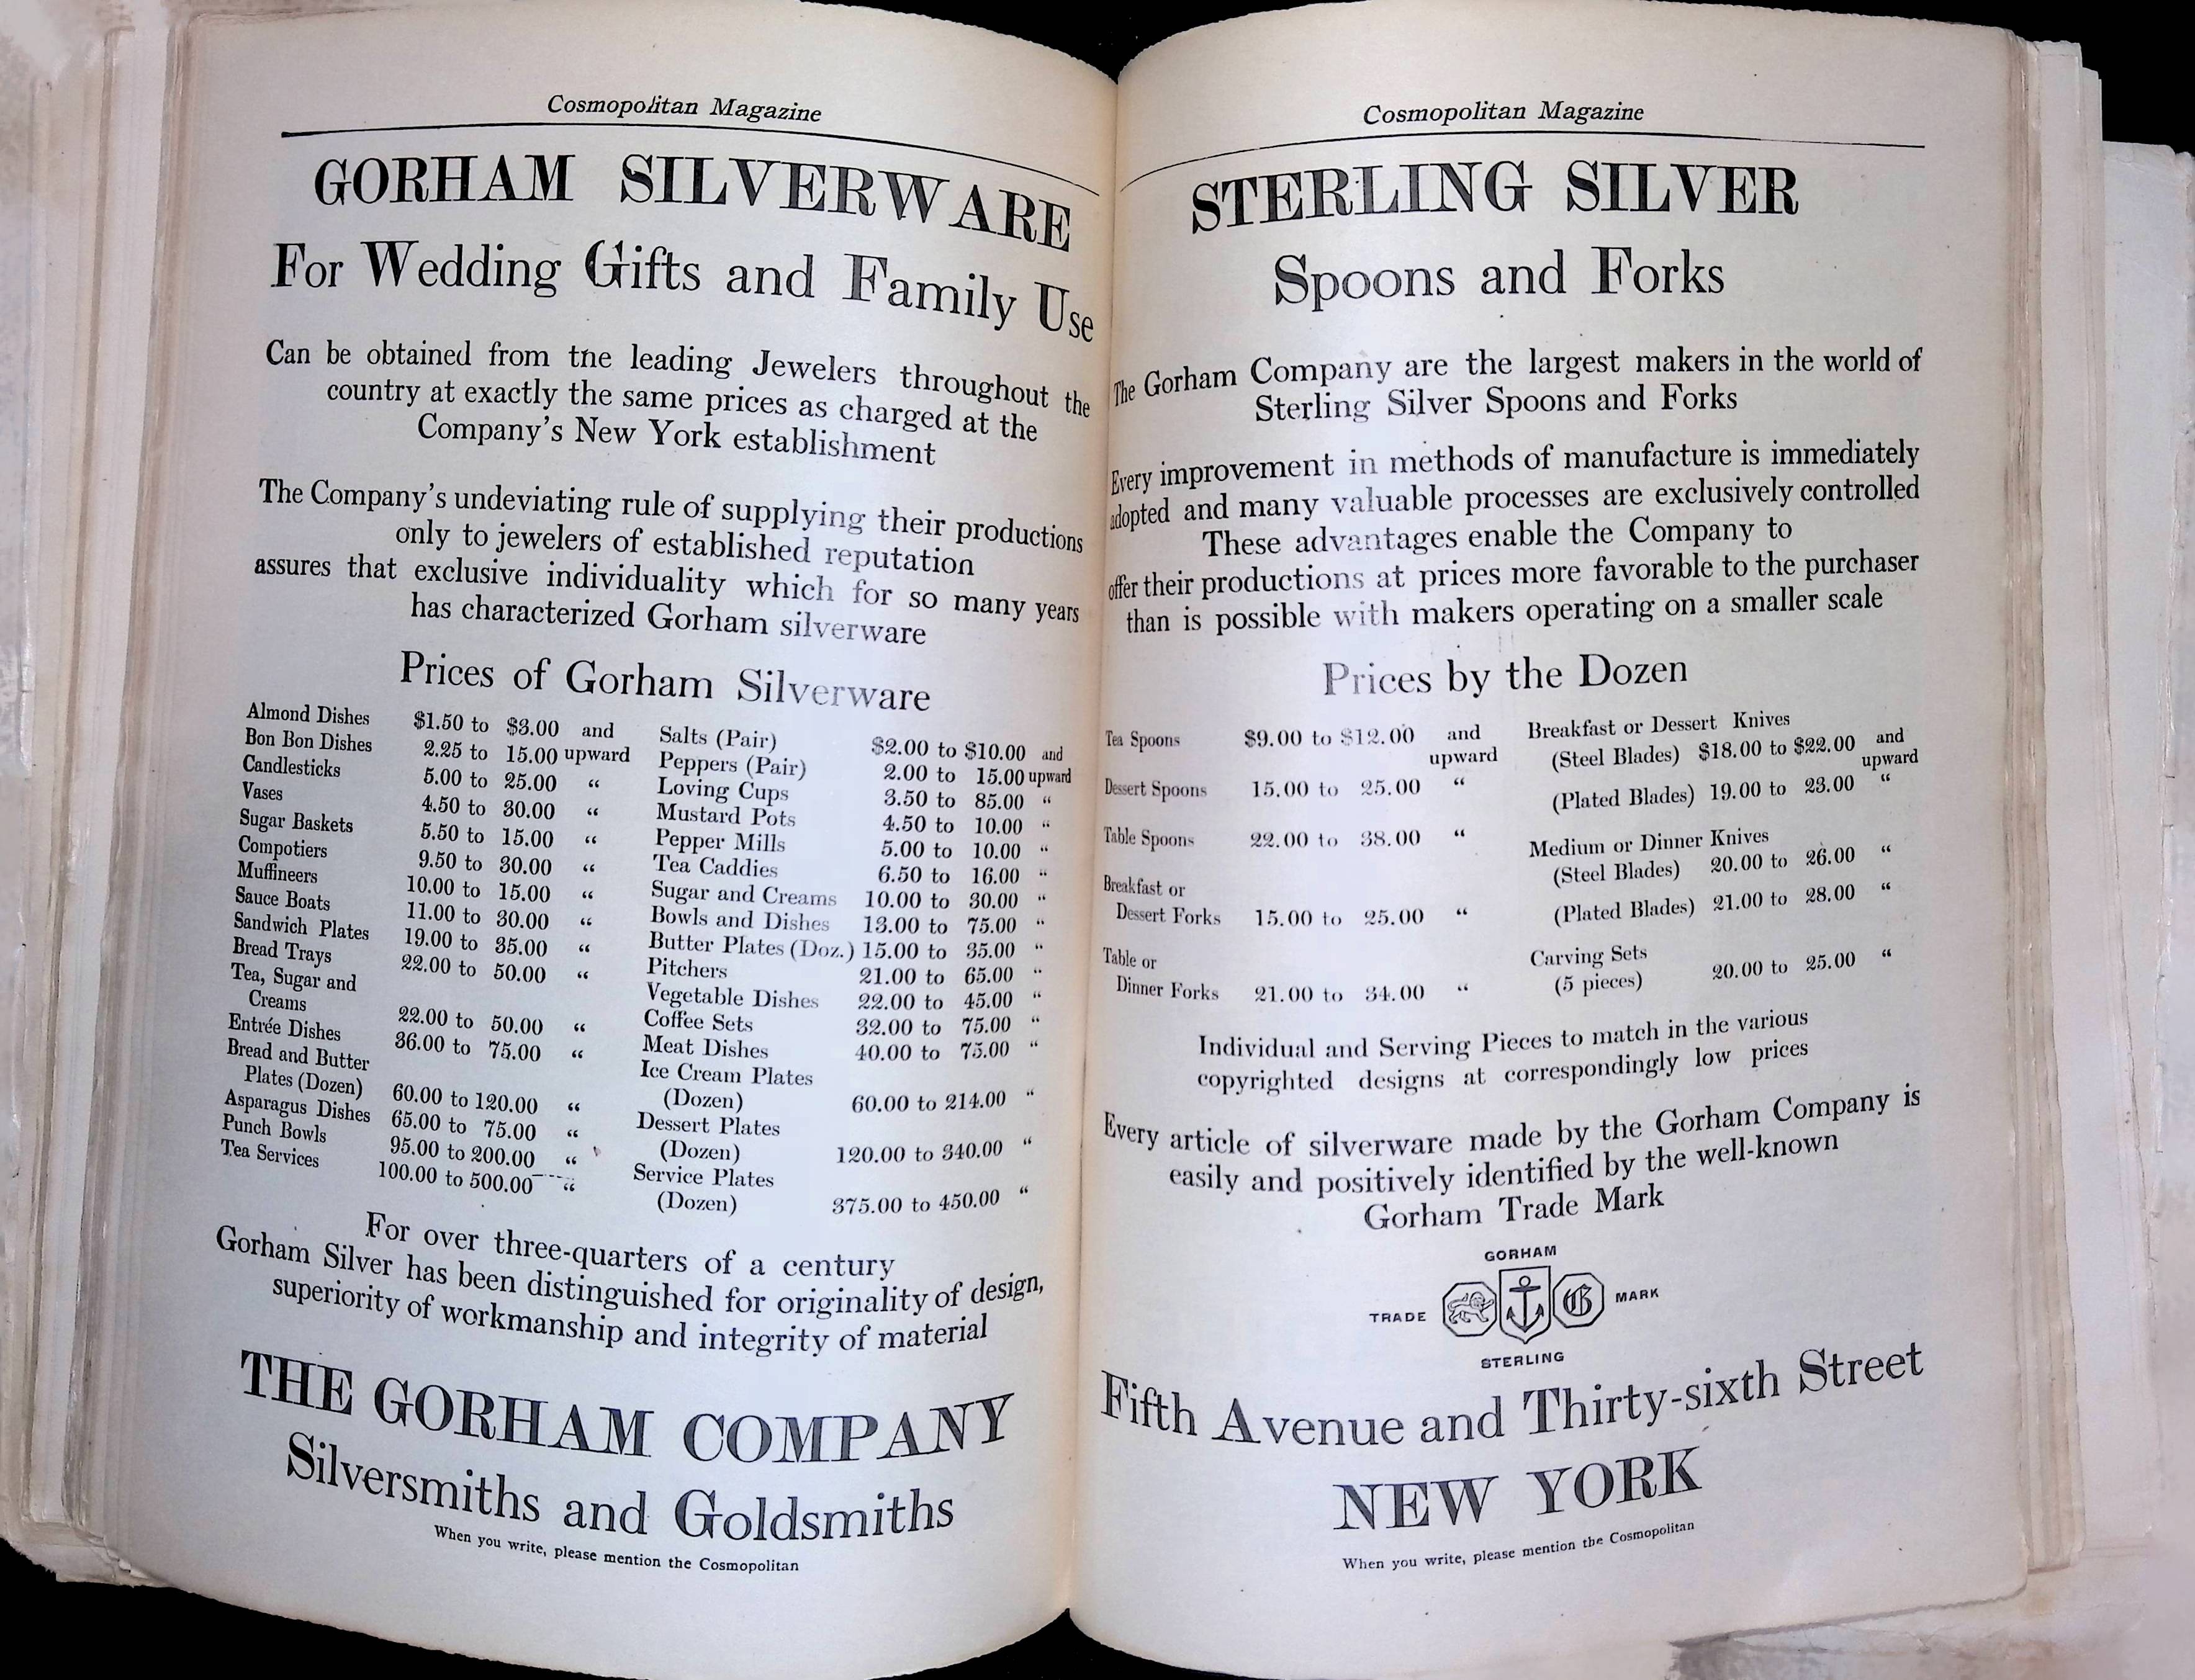 Cosmopolitan Magazine
GORHAM SILVERWARE
For Wedding Gifts and Family Use
Can be obtained from the leading Jewelers throughout the
country at exactly the same prices as charged at the
Company's New York establishment
The Company's undeviating rule of supplying their productions
only to jewelers of established reputation
assures that exclusive individuality which for so many years
has characterized Gorham silverware
Prices of Gorham Silverware
Almond Dishes $1.50 to $3.00 and
Bon Bon Dishes 2.25 to 15.00 upward
Candlesticks 5.00 to 25.00 "
Vases 4.50 to 30.00 "
Sugar Baskets 5.50 to 15.00 "
Compotiers 9.50 to 30.00 "
Muffineers 10.00 to 15.00 "
Sauce Boats 11.00 to 30.00 "
Sandwich Plates 19.00 to 35.00 "
Bread Trays 22.00 to 50.00 "
Tea, Sugar and
Creams 22.00 to 50.00 "
Entrée Dishes 36.00 to 75.00 "
Bread and Butter
Plates (Dozen) 60.00 to 120.00 "
Asparagus Dishes 65.00 to 75.00 "
Punch Bowls 95.00 to 200.00 "
Tea Services 100.00 to 500.00 "
Salts (Pair) $2.00 to $10.00 and
Peppers (Pair) 2.00 to 15.00 upward
Loving Cups 3.50 to 85.00 "
Mustard Pots 4.50 to 10.00 "
Pepper Mills 5.00 to 10.00 "
Tea Caddies 6.50 to 16.00 "
Sugar and Creams 10.00 to 30.00 "
Bowls and Dishes 13.00 to 75.00 "
Butter Plates (Doz.) 15.00 to 35.00 "
Pitchers 21.00 to 65.00 "
Vegetable Dishes 22.00 to 45.00 "
Coffee Sets 32.00 to 75.00 "
Meat Dishes 40.00 to 75.00 "
Ice Cream Plates
(Dozen) 60.00 to 214.00 "
Dessert Plates
(Dozen) 120.00 to 340.00 "
Service Plates
(Dozen) 375.00 to 450.00 "
For over three-quarters of a century
Gorham Silver has been distinguished for originality of design,
superiority of workmanship and integrity of material
THE GORHAM COMPANY
Silversmiths and Goldsmiths
When you write, please mention the Cosmopolitan
Cosmopolitan Magazine
STERLING SILVER
Spoons and Forks
The Gorham Company are the largest makers in the world of
Sterling Silver Spoons and Forks
Every improvement in methods of manufacture is immediately
adopted and many valuable processes are exclusively controlled
These advantages enable the Company to
offer their productions at prices more favorable to the purchaser
than is possible with makers operating on a smaller scale
Prices by the Dozen
Tea Spoons $9.00 to $12.00 and
upward
Dessert Spoons 15.00 to 25.00 "
Table Spoons 22.00 to 38.00 "
Breakfast or
Dessert Forks 15.00 to 25.00 "
Table or
Dinner Forks 21.00 to 34.00 "
Breakfast or Dessert Knives
(Steel Blades) $18.00 to $22.00 and
upward
(Plated Blades) 19.00 to 23.00 "
Medium or Dinner Knives
(Steel Blades) 20.00 to 26.00 "
(Plated Blades) 21.00 to 28.00 "
Carving Sets
(5 pieces) 20.00 to 25.00 "
Individual and Serving Pieces to match in the various
copyrighted designs at correspondingly low prices
Every article of silverware made by the Gorham Company is
easily and positively identified by the well-known
Gorham Trade Mark
GORHAM
TRADE G MARK
STERLING
Fifth Avenue and Thirty-sixth Street
NEW YORK
When you write, please mention the Cosmopolitan